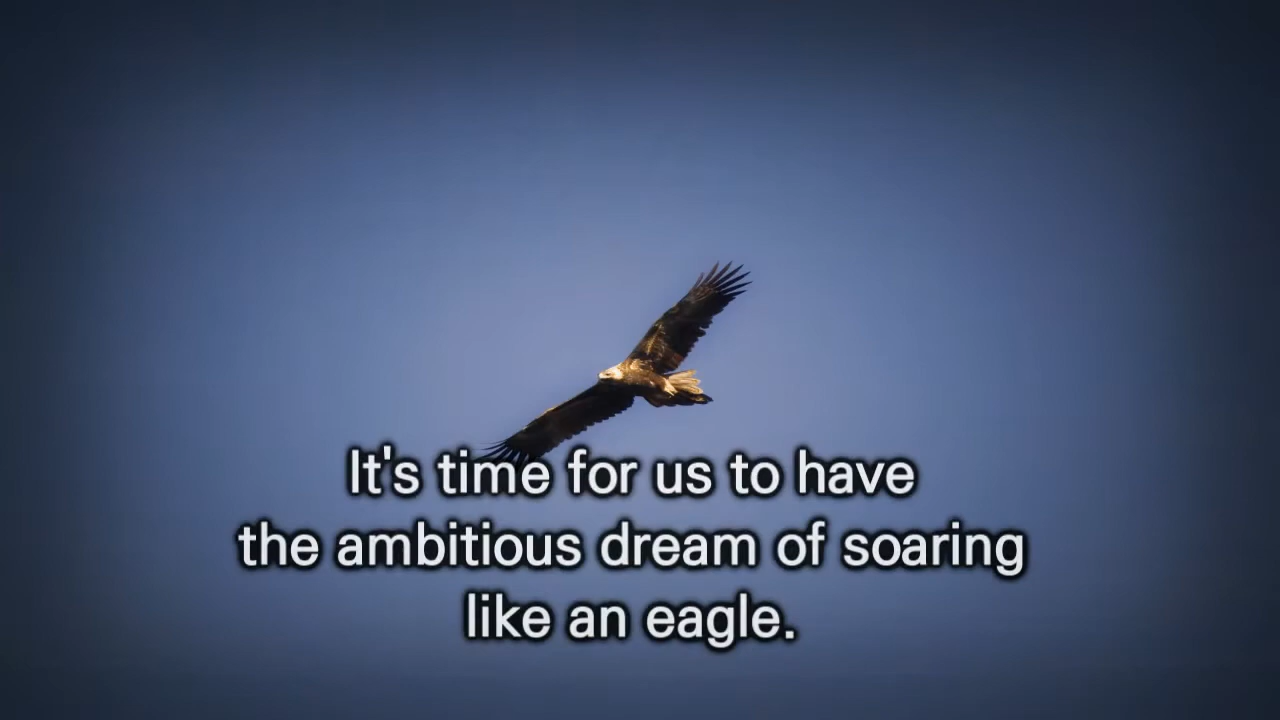 It's time for us to have
the ambitious dream of soaring
like an eagle.